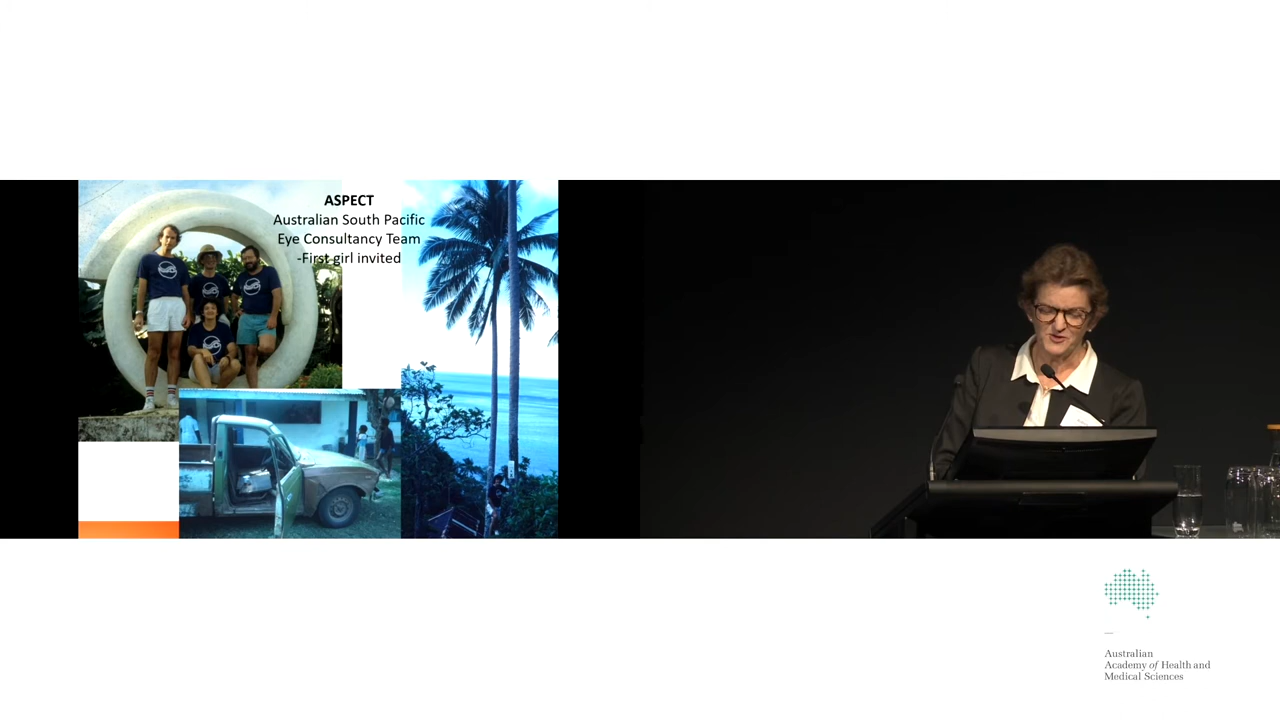 ASPECT
Australian South Pacific
Eye Consultancy Team
-First girl invited
Australian
Academy of Health and
Medical Sciences